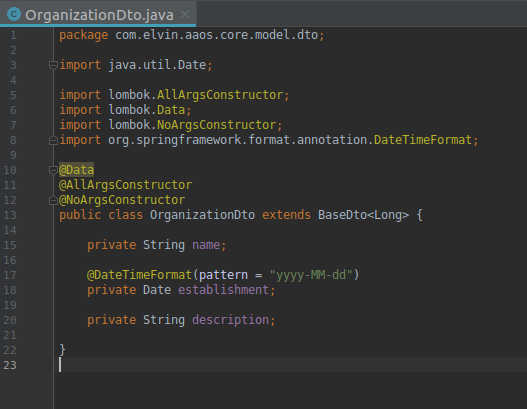 OrganizationDto.java
1 package com.elvin.aaos.core.model.dto;
2
3 import java.util.Date;
4
5 import lombok.AllArgsConstructor;
6 import lombok.Data;
7 import lombok.NoArgsConstructor;
8 import org.springframework.format.annotation.DateTimeFormat;
9
10 @Data
11 @AllArgsConstructor
12 @NoArgsConstructor
13 public class OrganizationDto extends BaseDto<Long> {
14
15     private String name;
16
17     @DateTimeFormat(pattern = "yyyy-MM-dd")
18     private Date establishment;
19
20     private String description;
21
22 }
23